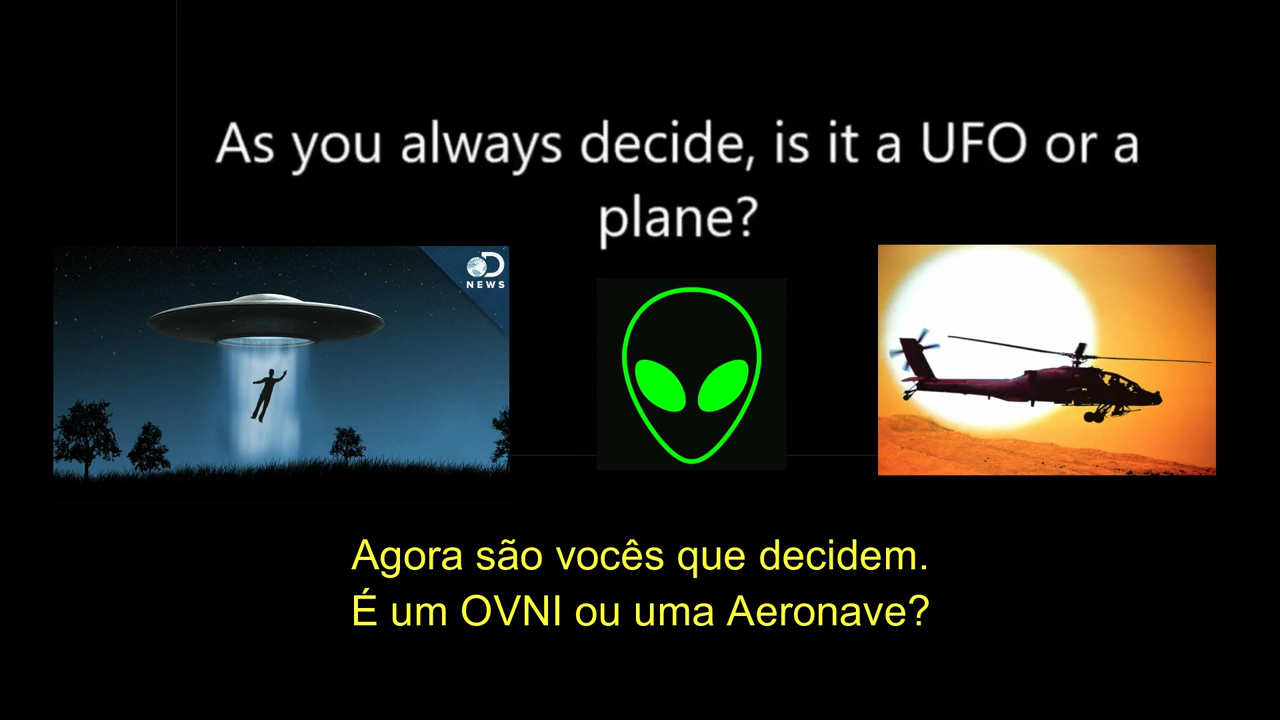 As you always decide, is it a UFO or a
plane?
D
NEWS
Agora são vocês que decidem.
É um OVNI ou uma Aeronave?